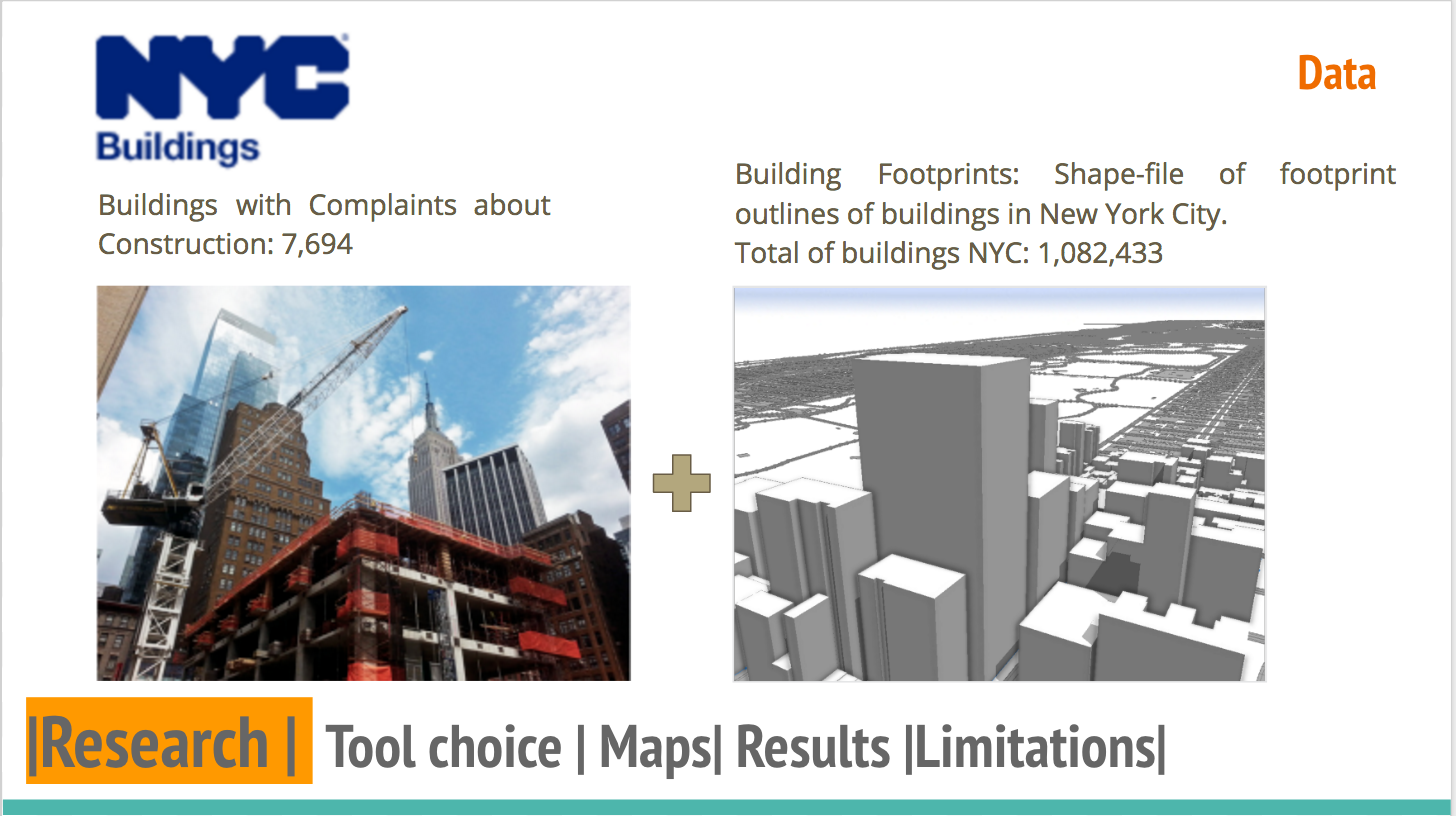 NYC
Buildings
Data
Buildings with Complaints about
Construction: 7,694
Building Footprints: Shape-file of footprint
outlines of buildings in New York City.
Total of buildings NYC: 1,082,433
|Research | Tool choice | Maps| Results |Limitations|